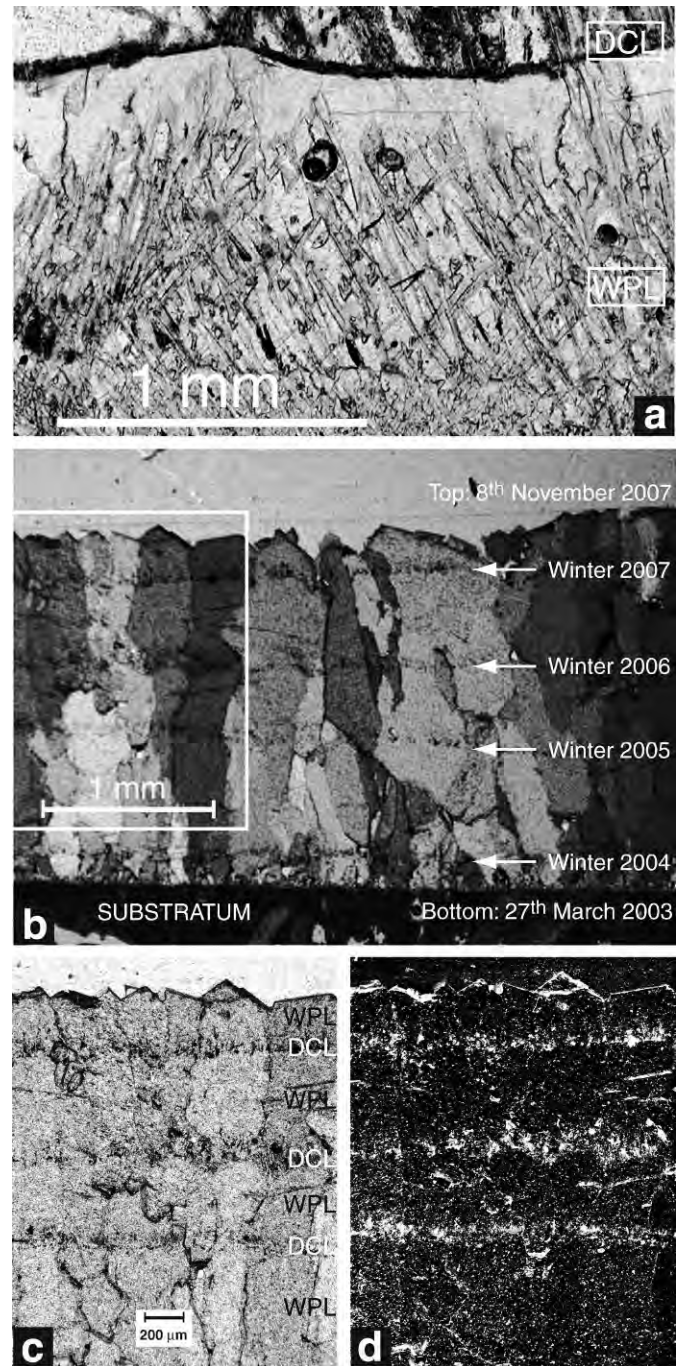 DCL
WPL
1 mm
a
Top: 8th November 2007
Winter 2007
Winter 2006
Winter 2005
1 mm
Winter 2004
SUBSTRATUM
Bottom: 27th March 2003
b
WPL
DCL
WPL
DCL
WPL
DCL
WPL
200 μm
c
d